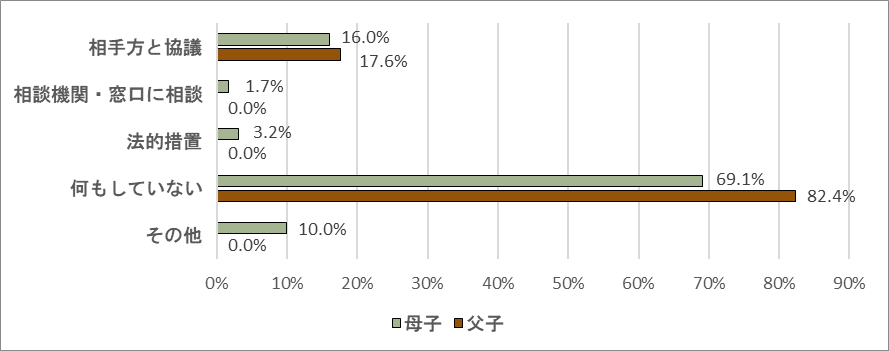 相手方と協議
16.0%
17.6%
相談機関・窓口に相談
1.7%
0.0%
法的措置
3.2%
0.0%
何もしていない
69.1%
82.4%
その他
10.0%
0.0%
0% 10% 20% 30% 40% 50% 60% 70% 80% 90%
母子 父子